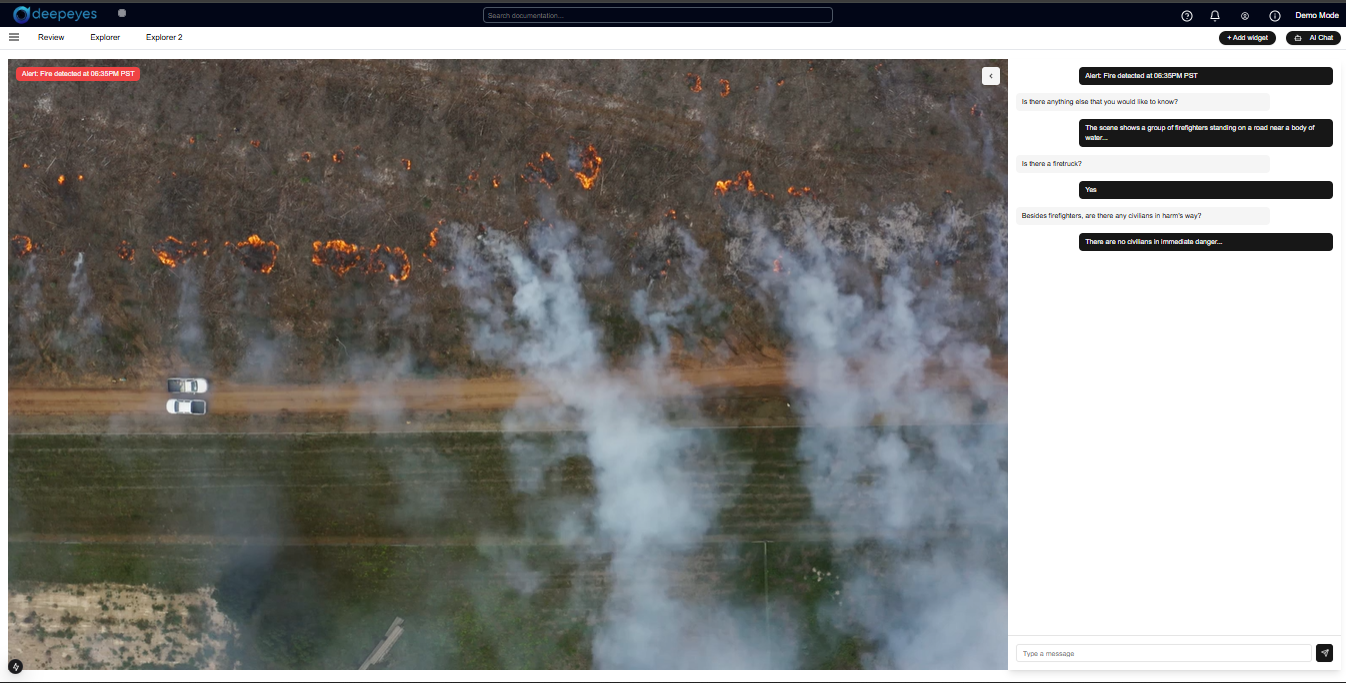 deepeyes
Search documentation...
Demo Mode
Review
Explorer
Explorer 2
+ Add widget
AI Chat
Alert: Fire detected at 06:35PM PST
Alert: Fire detected at 06:35PM PST
Is there anything else that you would like to know?
The scene shows a group of firefighters standing on a road near a body of
water...
Is there a firetruck?
Yes
Besides firefighters, are there any civilians in harm's way?
There are no civilians in immediate danger...
Type a message